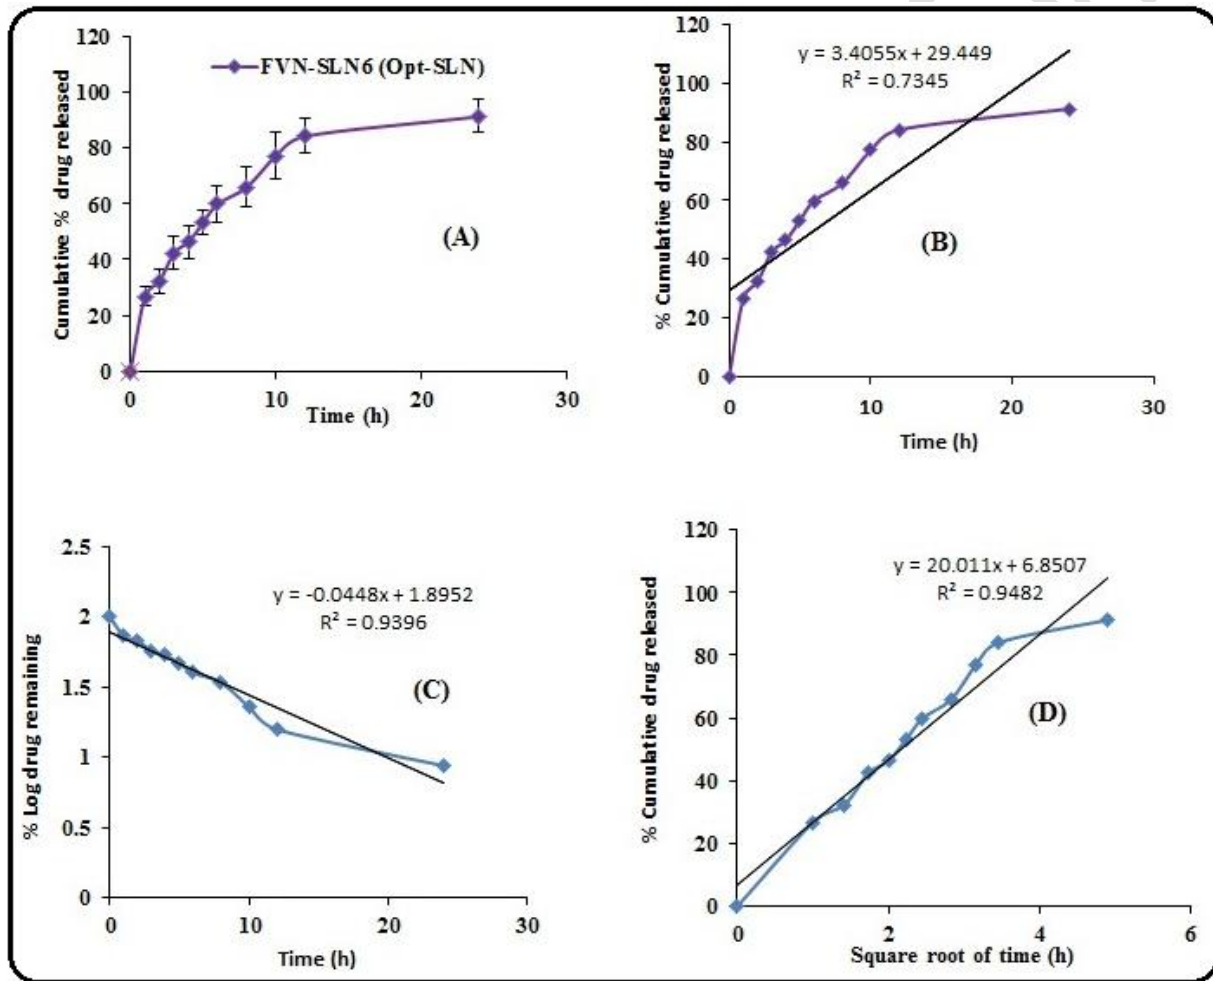 120
100
80
60
40
20
0
Cumulative % drug released
FVN-SLN6 (Opt-SLN)
(A)
0 10 20 30
Time (h)
120
100
80
60
40
20
0
% Cumulative drug released
y = 3.4055x + 29.449
R² = 0.7345
(B)
0 10 20 30
Time (h)
2.5
2
1.5
1
0.5
0
% Log drug remaining
y = -0.0448x + 1.8952
R² = 0.9396
(C)
0 10 20 30
Time (h)
120
100
80
60
40
20
0
% Cumulative drug released
y = 20.011x + 6.8507
R² = 0.9482
(D)
0 2 4 6
Square root of time (h)